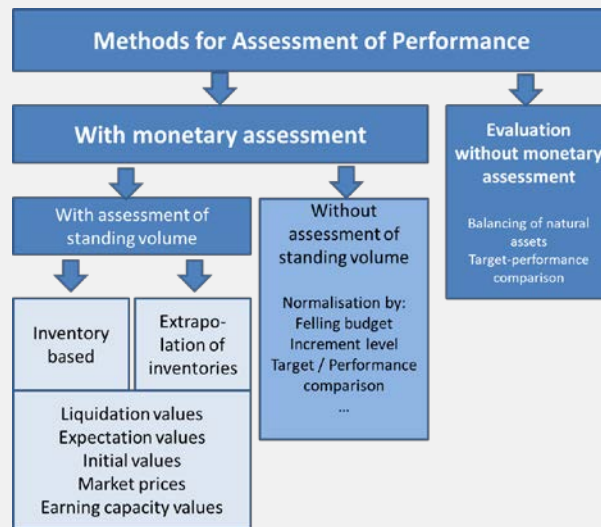 Methods for Assessment of Performance
With monetary assessment
Evaluation
without monetary
assessment
Balancing of natural
assets
Target-performance
comparison
With assessment of
standing volume
Without
assessment of
standing volume
Normalisation by:
Felling budget
Increment level
Target / Performance
comparison
...
Inventory
based
Extrapo-
lation of
inventories
Liquidation values
Expectation values
Initial values
Market prices
Earning capacity values